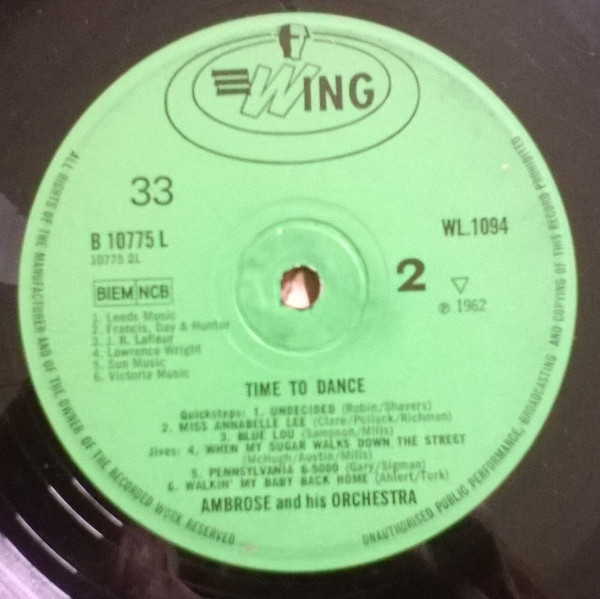 WING
33
B 10775 L
10775 2L
WL.1094
BIEM NCB
2
℗ 1962
1. Leeds Music
2. Francis, Day & Hunter
3. J. R. Lafleur
4. Lawrence Wright
5. Sun Music
6. Victoria Music
TIME TO DANCE
Quicksteps: 1. UNDECIDED (Robin/Shavers)
2. MISS ANNABELLE LEE (Clare/Pollack/Richman)
3. BLUE LOU (Sampson/Mills)
Jives: 4. WHEN MY SUGAR WALKS DOWN THE STREET
(McHugh/Austin/Mills)
5. PENNSYLVANIA 6-5000 (Gary/Sigman)
6. WALKIN' MY BABY BACK HOME (Ahlert/Turk)
AMBROSE and his ORCHESTRA
ALL RIGHTS OF THE MANUFACTURER AND OF THE OWNER OF THE RECORDED WORK RESERVED
UNAUTHORISED PUBLIC PERFORMANCE, BROADCASTING AND COPYING OF THIS RECORD PROHIBITED